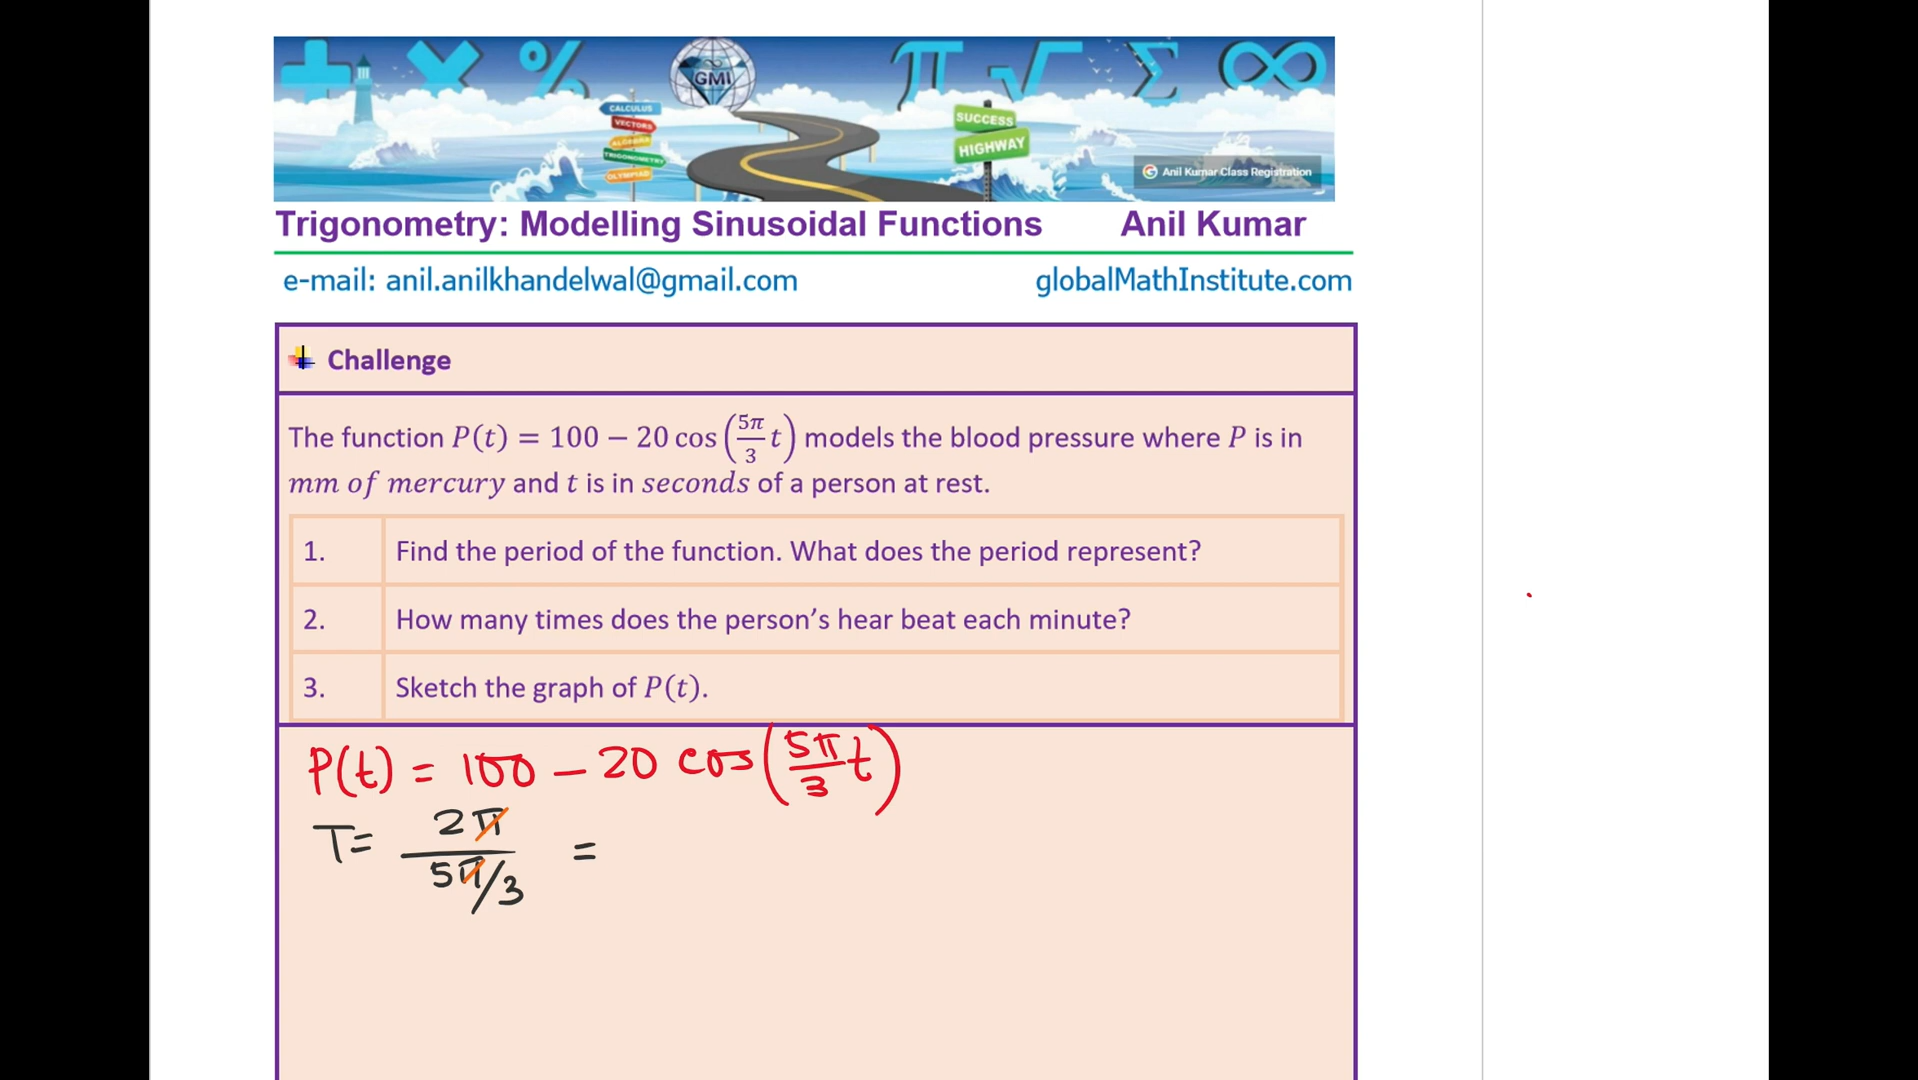 GMI
CALCULUS
VECTORS
ALGEBRA
TRIGONOMETRY
OLYMPIAD
SUCCESS
HIGHWAY
Anil Kumar Class Registration
Trigonometry: Modelling Sinusoidal Functions Anil Kumar
e-mail: anil.anilkhandelwal@gmail.com globalMathInstitute.com
Challenge
The function P(t) = 100 − 20 cos(5π/3 t) models the blood pressure where P is in
mm of mercury and t is in seconds of a person at rest.
1. Find the period of the function. What does the period represent?
2. How many times does the person's hear beat each minute?
3. Sketch the graph of P(t).
P(t) = 100 − 20 cos(5π/3 t)
T = 2π / (5π/3) =